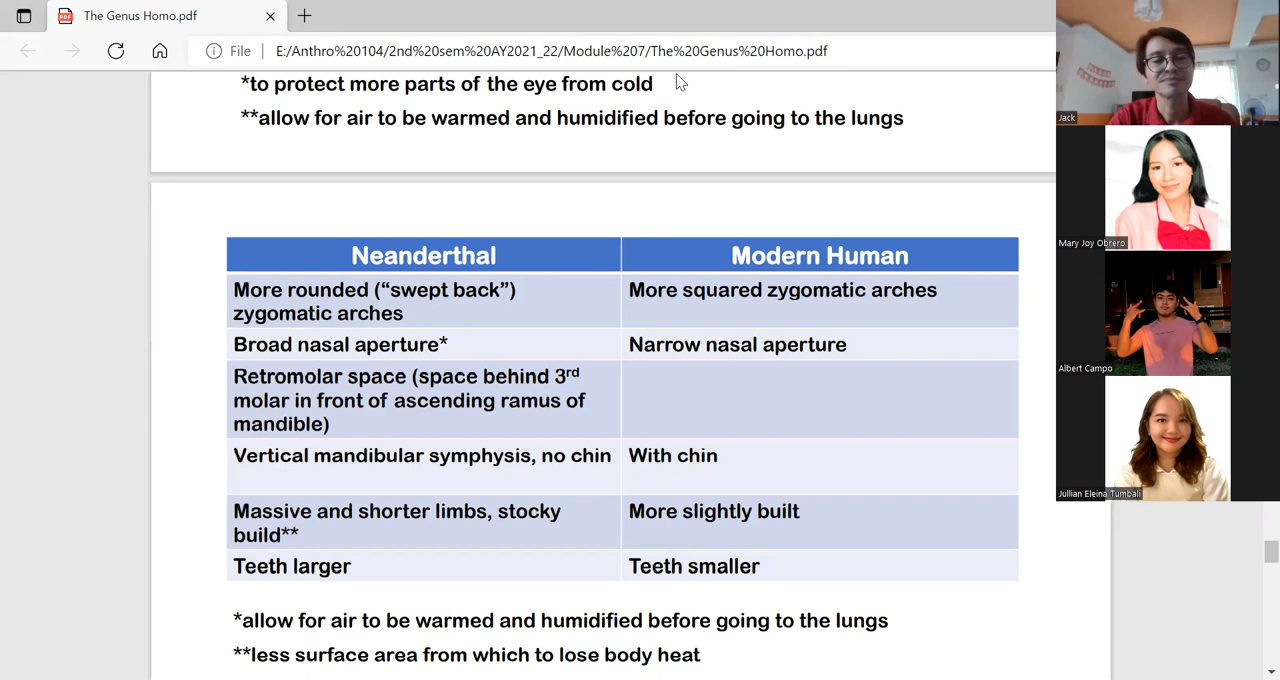 The Genus Homo.pdf
File
E:/Anthro%20104/2nd%20sem%20AY2021_22/Module%207/The%20Genus%20Homo.pdf
*to protect more parts of the eye from cold
**allow for air to be warmed and humidified before going to the lungs
Neanderthal
Modern Human
More rounded (“swept back”)
zygomatic arches
More squared zygomatic arches
Broad nasal aperture*
Narrow nasal aperture
Retromolar space (space behind 3rd
molar in front of ascending ramus of
mandible)
Vertical mandibular symphysis, no chin
With chin
Massive and shorter limbs, stocky
build**
More slightly built
Teeth larger
Teeth smaller
*allow for air to be warmed and humidified before going to the lungs
**less surface area from which to lose body heat
Jack
Mary Joy Obrero
Albert Campo
Jullian Eleina Tumbali